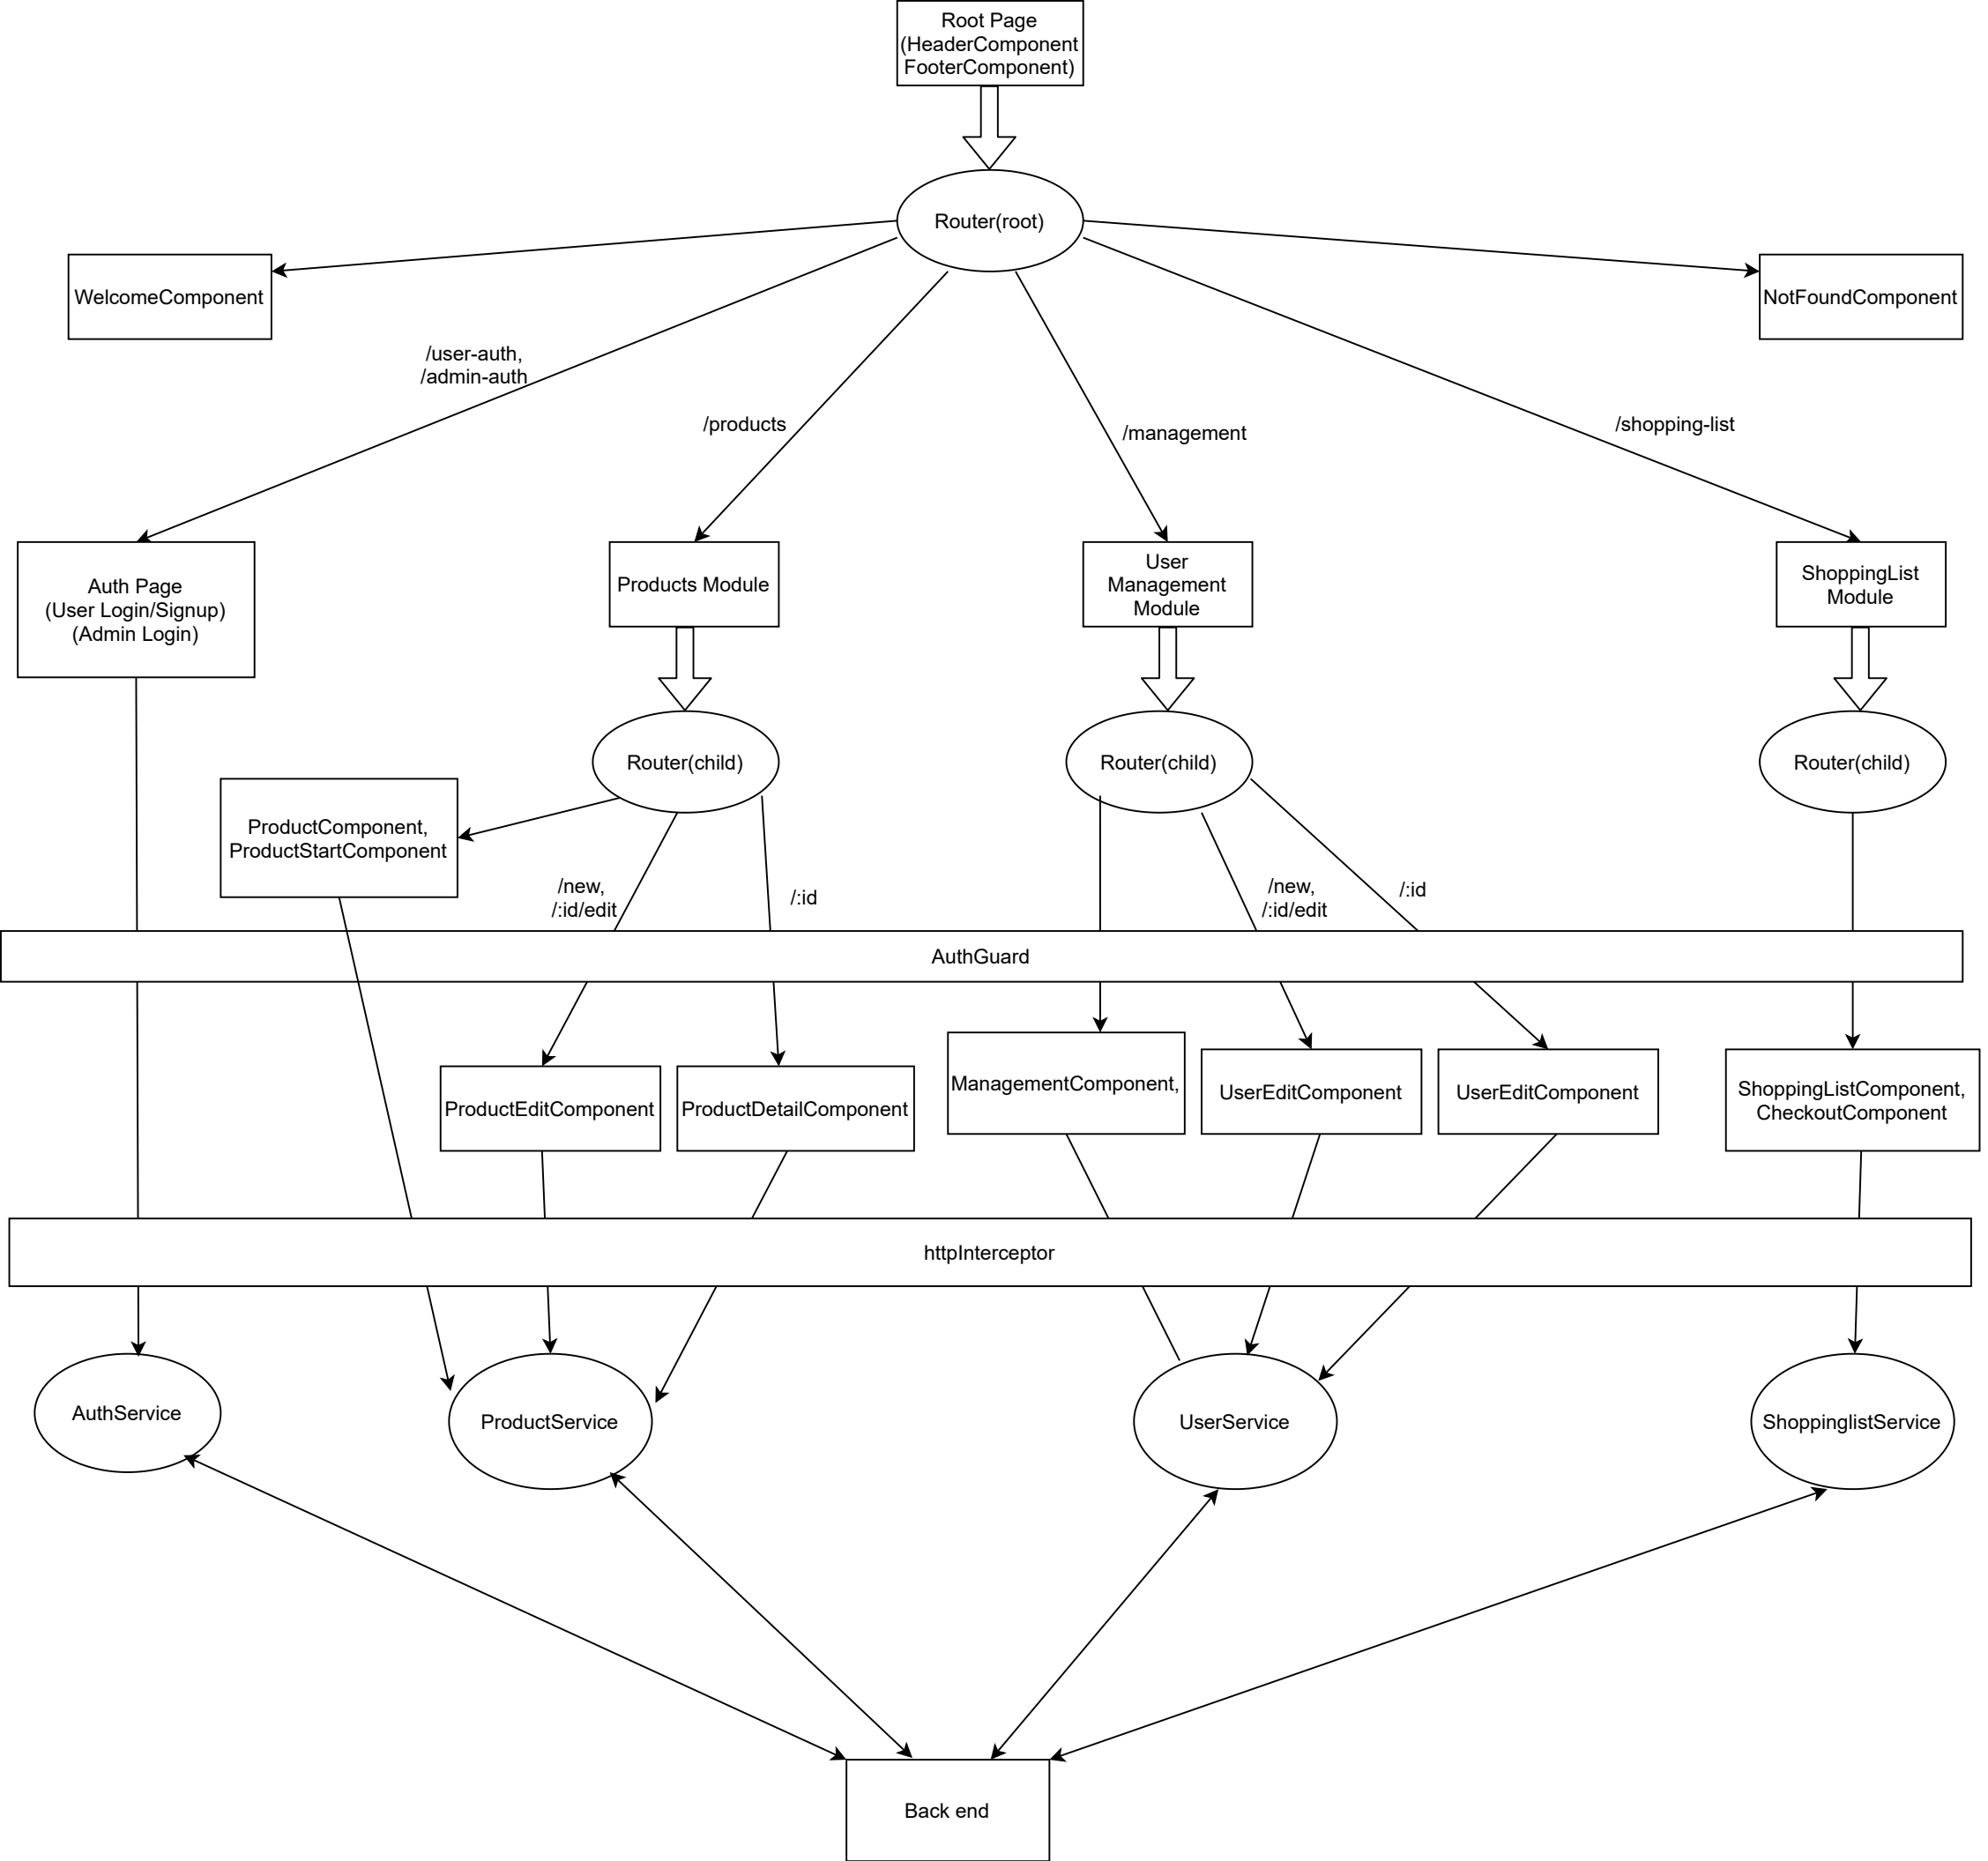 Root Page
(HeaderComponent
FooterComponent)
Router(root)
WelcomeComponent
NotFoundComponent
/user-auth,
/admin-auth
/products
/management
/shopping-list
Auth Page
(User Login/Signup)
(Admin Login)
Products Module
User
Management
Module
ShoppingList
Module
Router(child)
Router(child)
Router(child)
ProductComponent,
ProductStartComponent
/new,
/:id/edit
/:id
/new,
/:id/edit
/:id
AuthGuard
ProductEditComponent
ProductDetailComponent
ManagementComponent,
UserEditComponent
UserEditComponent
ShoppingListComponent,
CheckoutComponent
httpInterceptor
AuthService
ProductService
UserService
ShoppinglistService
Back end